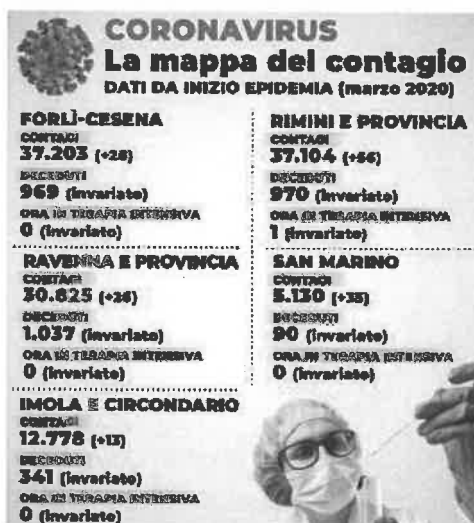 CORONAVIRUS
La mappa del contagio
DATI DA INIZIO EPIDEMIA (marzo 2020)
FORLÌ-CESENA
CONTAGI
37.203 (+26)
DECEDUTI
969 (invariato)
ORA IN TERAPIA INTENSIVA
0 (invariato)
RAVENNA E PROVINCIA
CONTAGI
30.825 (+26)
DECEDUTI
1.037 (invariato)
ORA IN TERAPIA INTENSIVA
0 (invariato)
IMOLA E CIRCONDARIO
CONTAGI
12.778 (+13)
DECEDUTI
341 (invariato)
ORA IN TERAPIA INTENSIVA
0 (invariato)
RIMINI E PROVINCIA
CONTAGI
37.104 (+56)
DECEDUTI
970 (invariato)
ORA IN TERAPIA INTENSIVA
1 (invariato)
SAN MARINO
CONTAGI
5.130 (+35)
DECEDUTI
90 (invariato)
ORA IN TERAPIA INTENSIVA
0 (invariato)